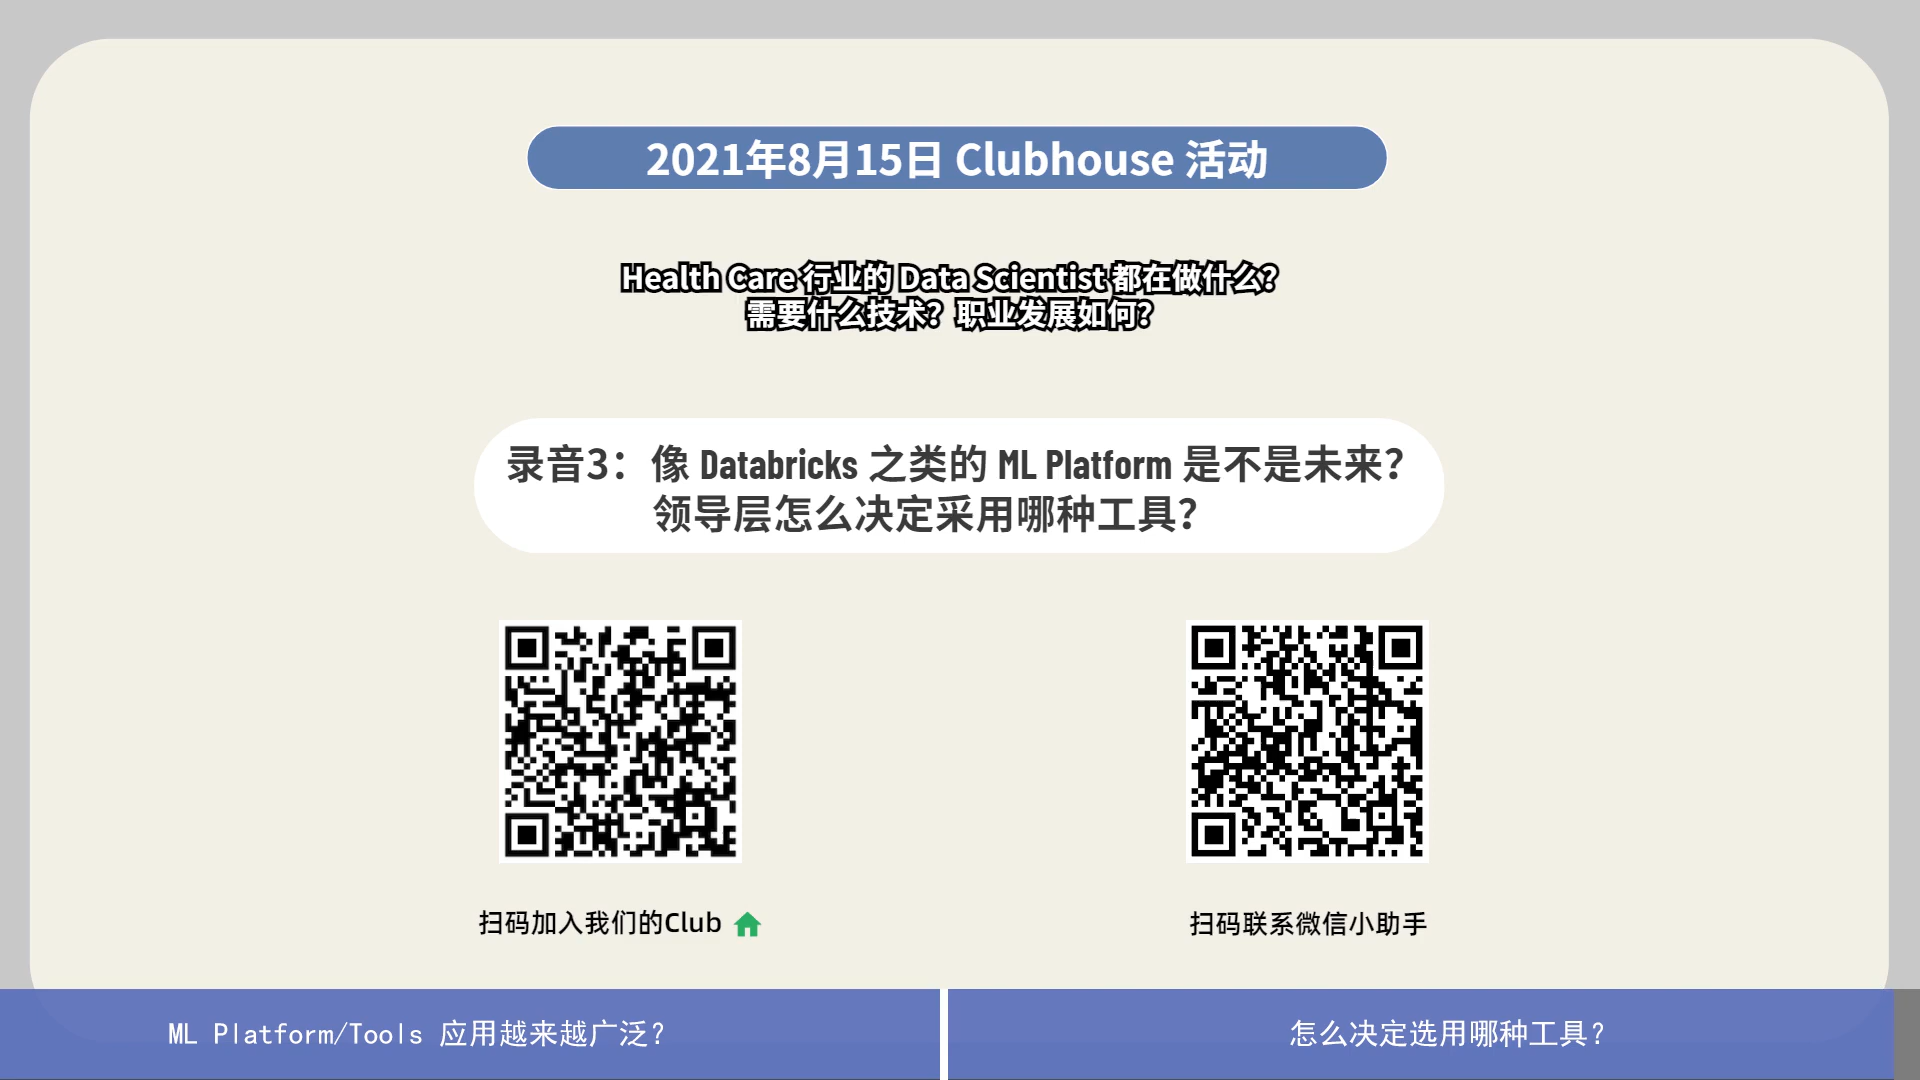 2021年8月15日 Clubhouse 活动
Health Care 行业的 Data Scientist 都在做什么?
需要什么技术？职业发展如何?
录音3：像 Databricks 之类的 ML Platform 是不是未来?
领导层怎么决定采用哪种工具?
扫码加入我们的Club
扫码联系微信小助手
ML Platform/Tools 应用越来越广泛?
怎么决定选用哪种工具?